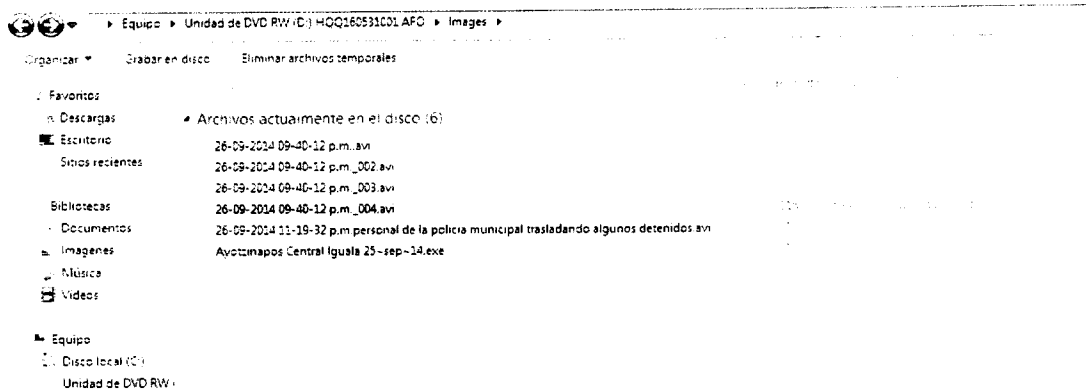 Equipo ▸ Unidad de DVD RW (D:) HOQ160531001 AFO ▸ Images ▸
Organizar Grabar en disco Eliminar archivos temporales
Favoritos
Descargas
Escritorio
Sitios recientes
Bibliotecas
Documentos
Imagenes
Música
Videos
Equipo
Disco local (C:)
Unidad de DVD RW (
Archivos actualmente en el disco (6)
26-09-2014 09-40-12 p.m..avi
26-09-2014 09-40-12 p.m._002.avi
26-09-2014 09-40-12 p.m._003.avi
26-09-2014 09-40-12 p.m._004.avi
26-09-2014 11-19-32 p.m.personal de la policia municipal trasladando algunos detenidos.avi
Ayotzinapos Central Iguala 25~sep~14.exe